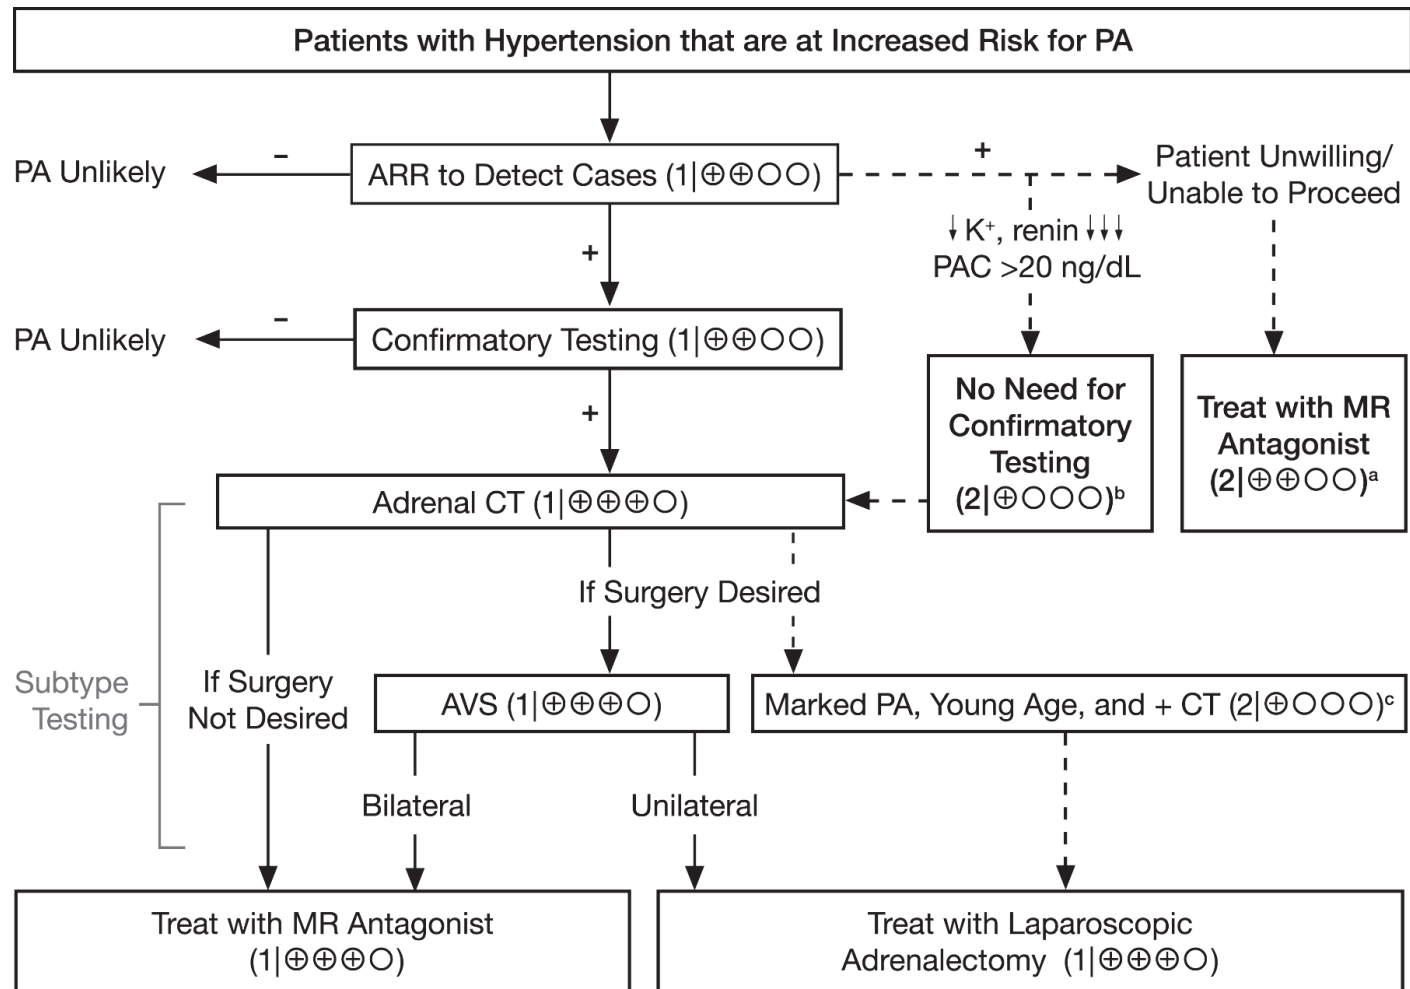 Patients with Hypertension that are at Increased Risk for PA
PA Unlikely
–
ARR to Detect Cases (1|⊕⊕○○)
+
Patient Unwilling/
Unable to Proceed
↓K⁺, renin ↓↓↓
PAC >20 ng/dL
+
PA Unlikely
–
Confirmatory Testing (1|⊕⊕○○)
No Need for
Confirmatory
Testing
(2|⊕○○○)ᵇ
Treat with MR
Antagonist
(2|⊕⊕○○)ᵃ
+
Adrenal CT (1|⊕⊕⊕○)
If Surgery Desired
Subtype
Testing
If Surgery
Not Desired
AVS (1|⊕⊕⊕○)
Marked PA, Young Age, and + CT (2|⊕○○○)ᶜ
Bilateral
Unilateral
Treat with MR Antagonist
(1|⊕⊕⊕○)
Treat with Laparoscopic
Adrenalectomy (1|⊕⊕⊕○)